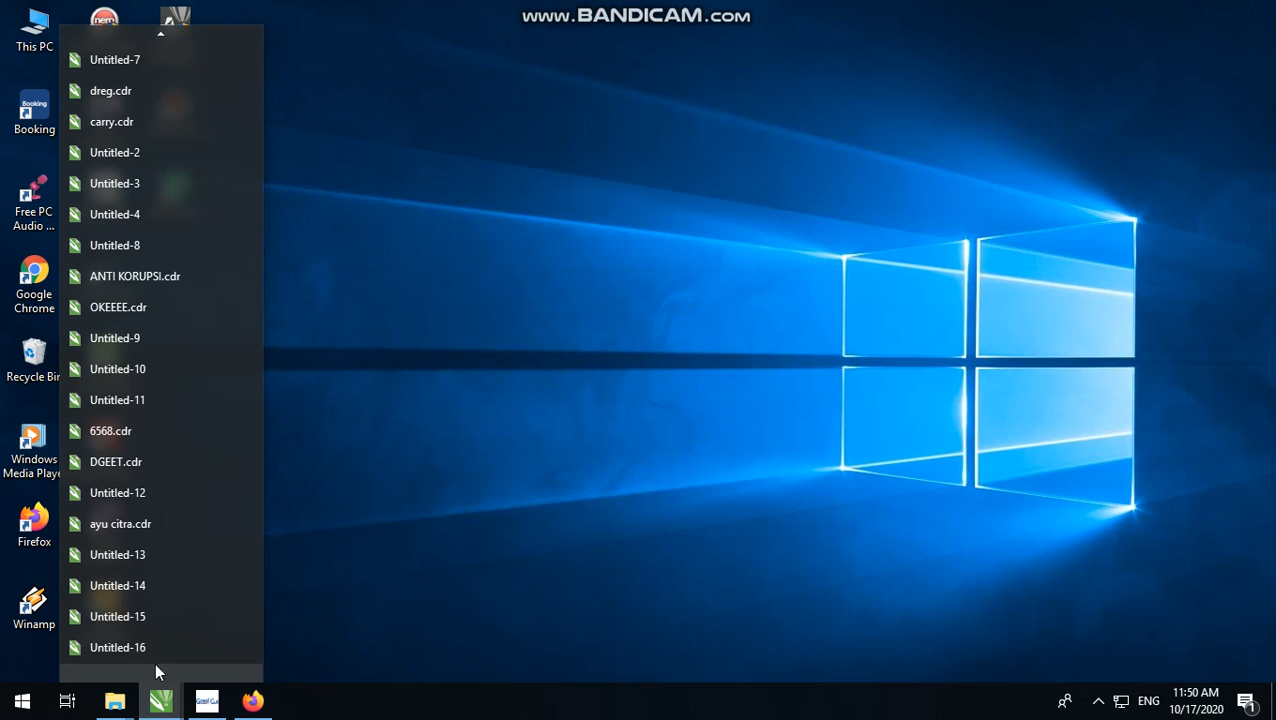 www.BANDICAM.com
This PC
Booking
Booking
Free PC
Audio ...
Google
Chrome
Recycle Bin
Windows
Media Playe
Firefox
Winamp
Untitled-7
dreg.cdr
carry.cdr
Untitled-2
Untitled-3
Untitled-4
Untitled-8
ANTI KORUPSI.cdr
OKEEEE.cdr
Untitled-9
Untitled-10
Untitled-11
6568.cdr
DGEET.cdr
Untitled-12
ayu citra.cdr
Untitled-13
Untitled-14
Untitled-15
Untitled-16
ENG
11:50 AM
10/17/2020
1